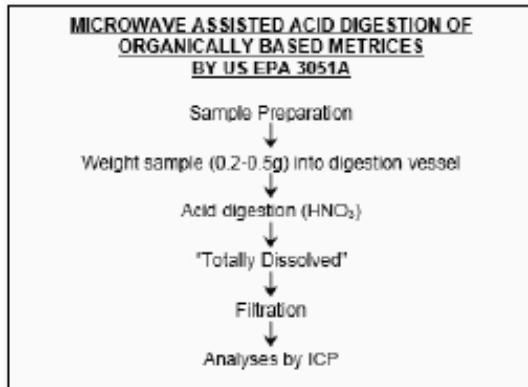 MICROWAVE ASSISTED ACID DIGESTION OF
ORGANICALLY BASED METRICES
BY US EPA 3051A
Sample Preparation
Weight sample (0.2-0.5g) into digestion vessel
Acid digestion (HNO₃)
"Totally Dissolved"
Filtration
Analyses by ICP